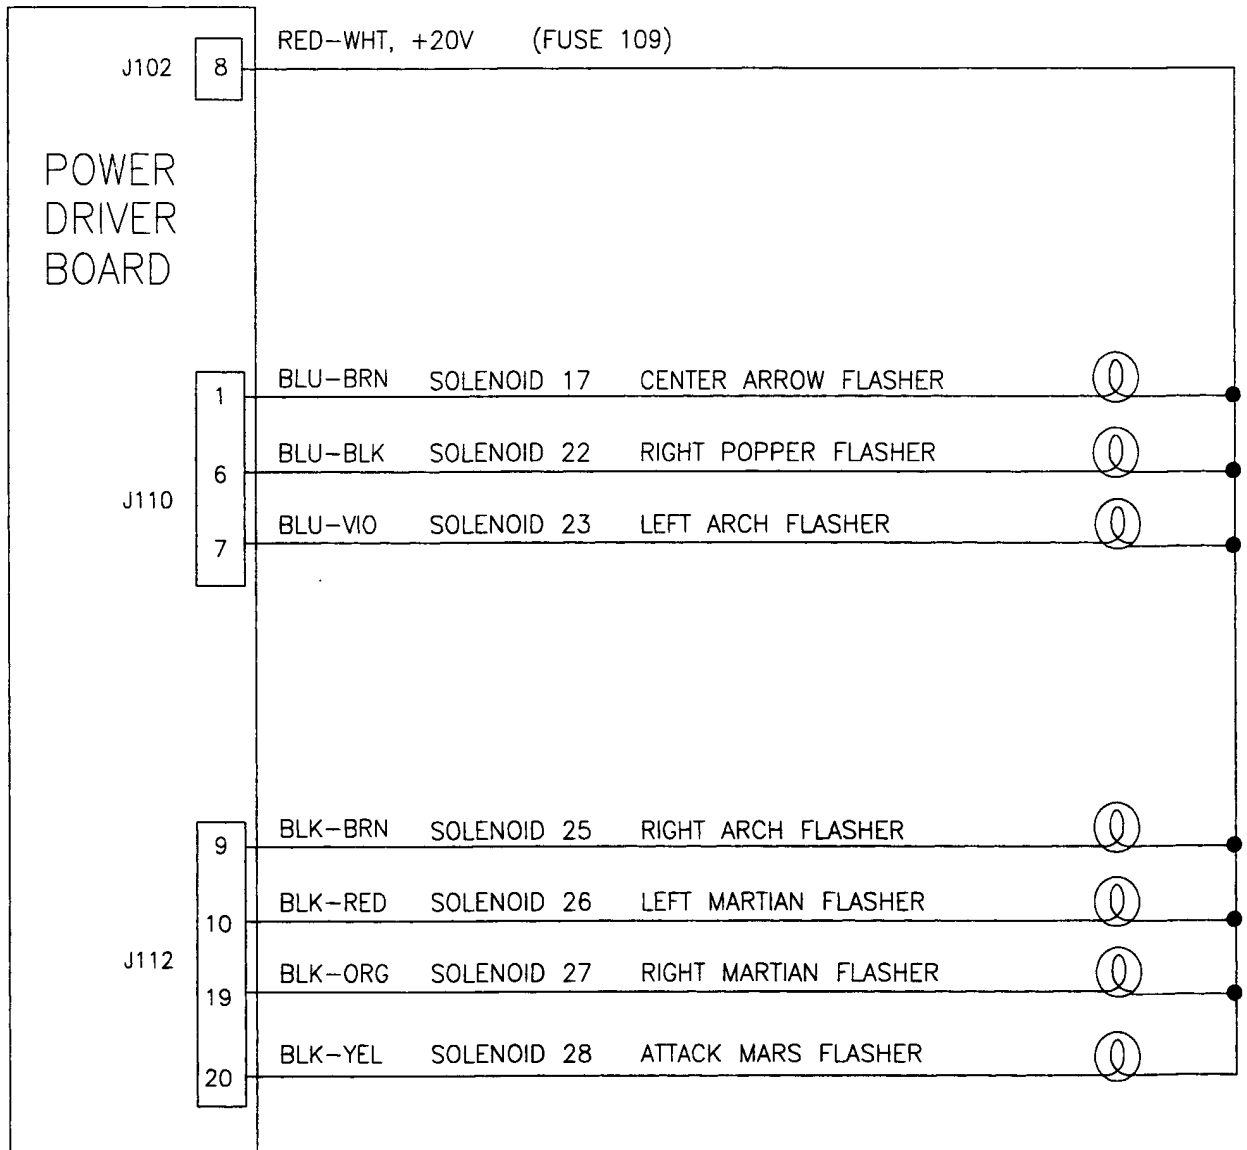 RED-WHT, +20V (FUSE 109)
J102 8
POWER
DRIVER
BOARD
1 BLU-BRN SOLENOID 17 CENTER ARROW FLASHER
6 BLU-BLK SOLENOID 22 RIGHT POPPER FLASHER
J110
7 BLU-VIO SOLENOID 23 LEFT ARCH FLASHER
9 BLK-BRN SOLENOID 25 RIGHT ARCH FLASHER
10 BLK-RED SOLENOID 26 LEFT MARTIAN FLASHER
J112
19 BLK-ORG SOLENOID 27 RIGHT MARTIAN FLASHER
20 BLK-YEL SOLENOID 28 ATTACK MARS FLASHER